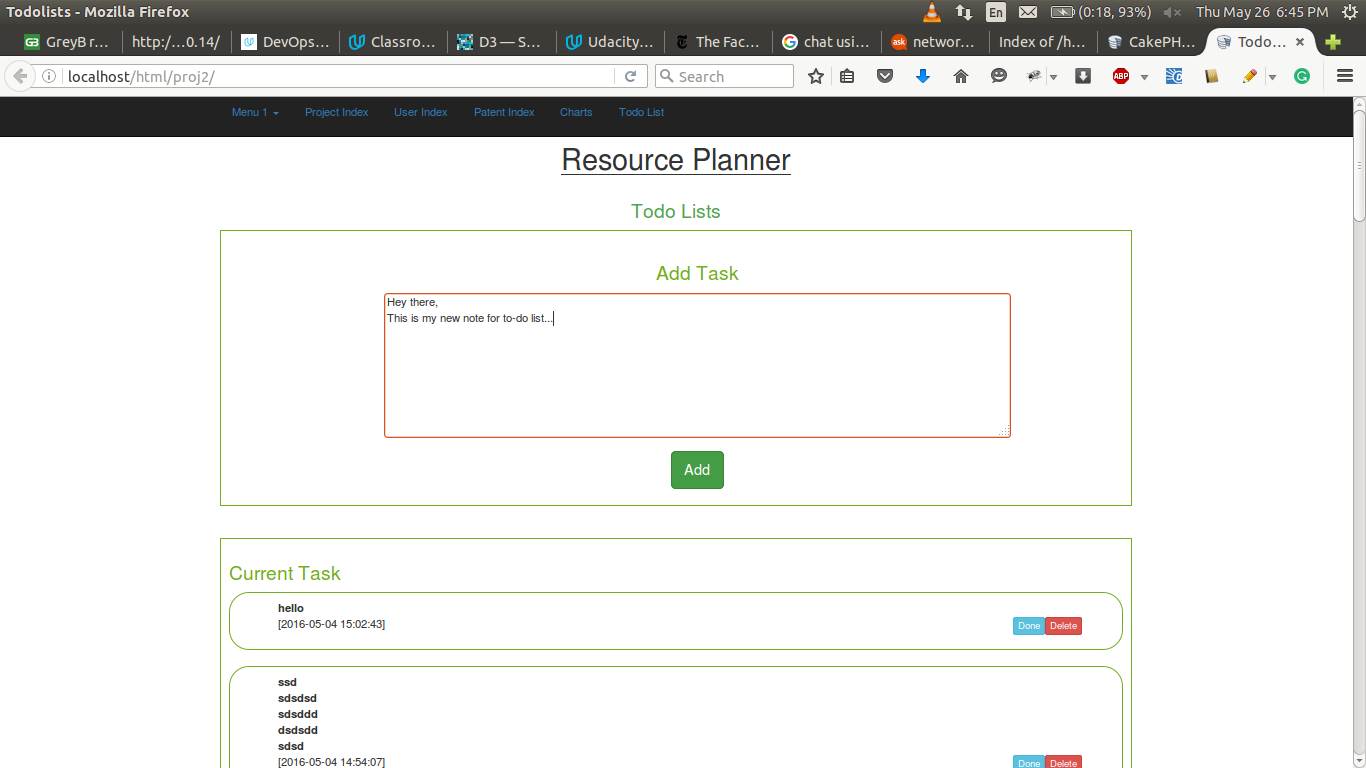 Todolists - Mozilla Firefox
En
(0:18, 93%)
Thu May 26 6:45 PM
GB GreyB r...
http:/...0.14/
DevOps...
Classro...
D3 — S...
Udacity...
The Fac...
chat usi...
ask networ...
Index of /h...
CakePH...
Todo...
localhost/html/proj2/
Search
ABP
Menu 1
Project Index
User Index
Patent Index
Charts
Todo List
Resource Planner
Todo Lists
Add Task
Hey there,
This is my new note for to-do list...
Add
Current Task
hello
[2016-05-04 15:02:43]
Done Delete
ssd
sdsdsd
sdsddd
dsdsdd
sdsd
[2016-05-04 14:54:07]
Done Delete